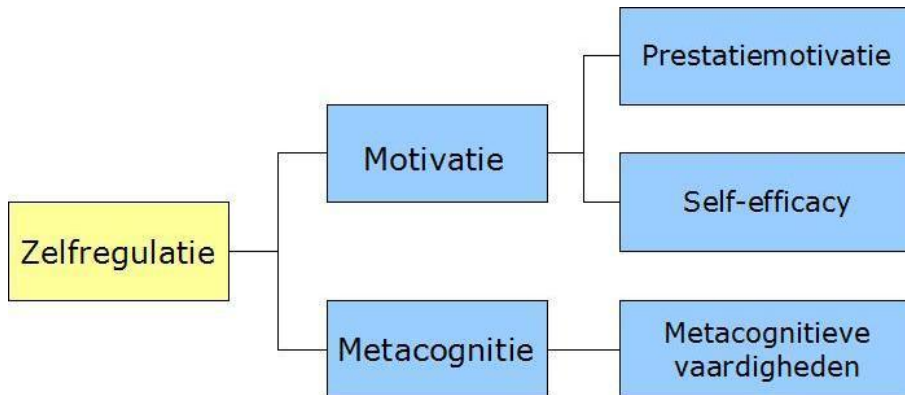 Prestatiemotivatie
Motivatie
Self-efficacy
Zelfregulatie
Metacognitie
Metacognitieve
vaardigheden